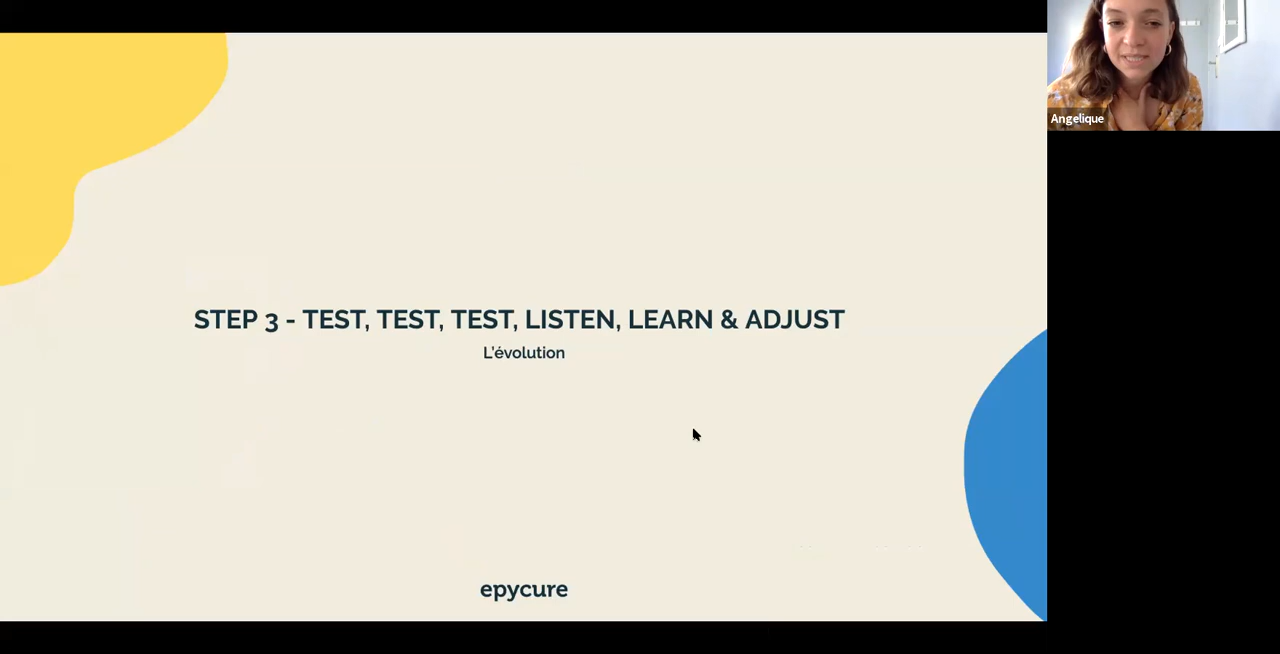 Angelique
STEP 3 - TEST, TEST, TEST, LISTEN, LEARN & ADJUST
L'évolution
epycure